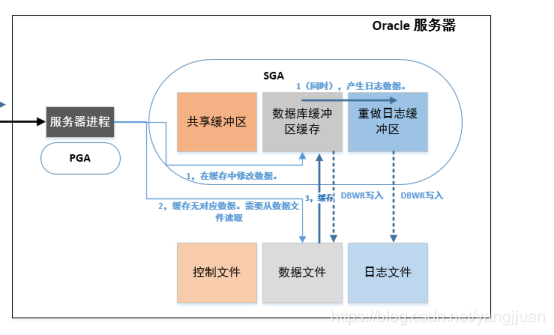 Oracle 服务器
SGA
1（同时），产生日志数据。
服务器进程
共享缓冲区
数据库缓冲
区缓存
重做日志缓
冲区
PGA
1，在缓存中修改数据。
2，缓存无对应数据。需要从数据文
件读取
3，缓存
DBWR写入
DBWR写入
控制文件
数据文件
日志文件
https://blog.csdn.net/yangjjuan